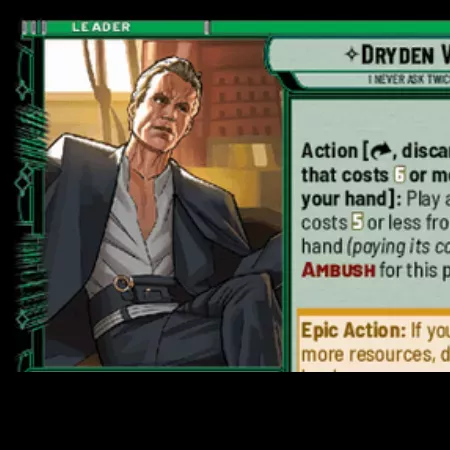 LEADER
DRYDEN V
I NEVER ASK TWIC
Action [, discar
that costs 6 or mo
your hand]: Play a
costs 5 or less fro
hand (paying its co
AMBUSH for this p
Epic Action: If you
more resources, d